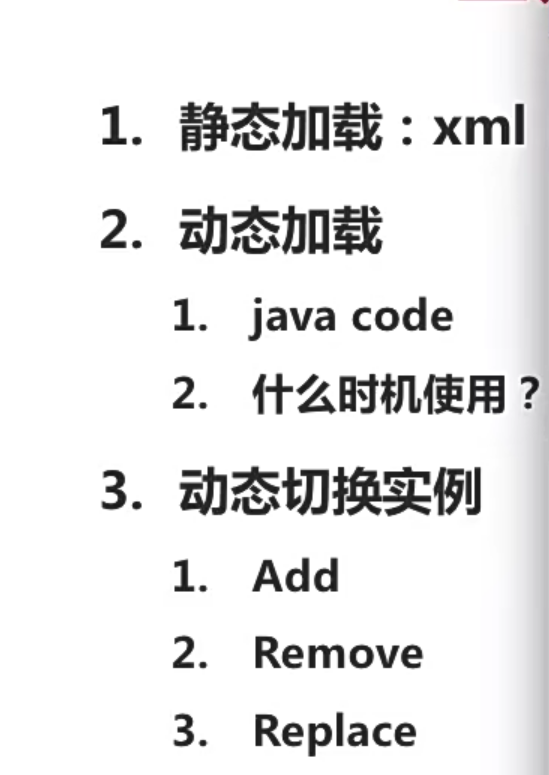 1. 静态加载：xml
2. 动态加载
1. java code
2. 什么时机使用？
3. 动态切换实例
1. Add
2. Remove
3. Replace